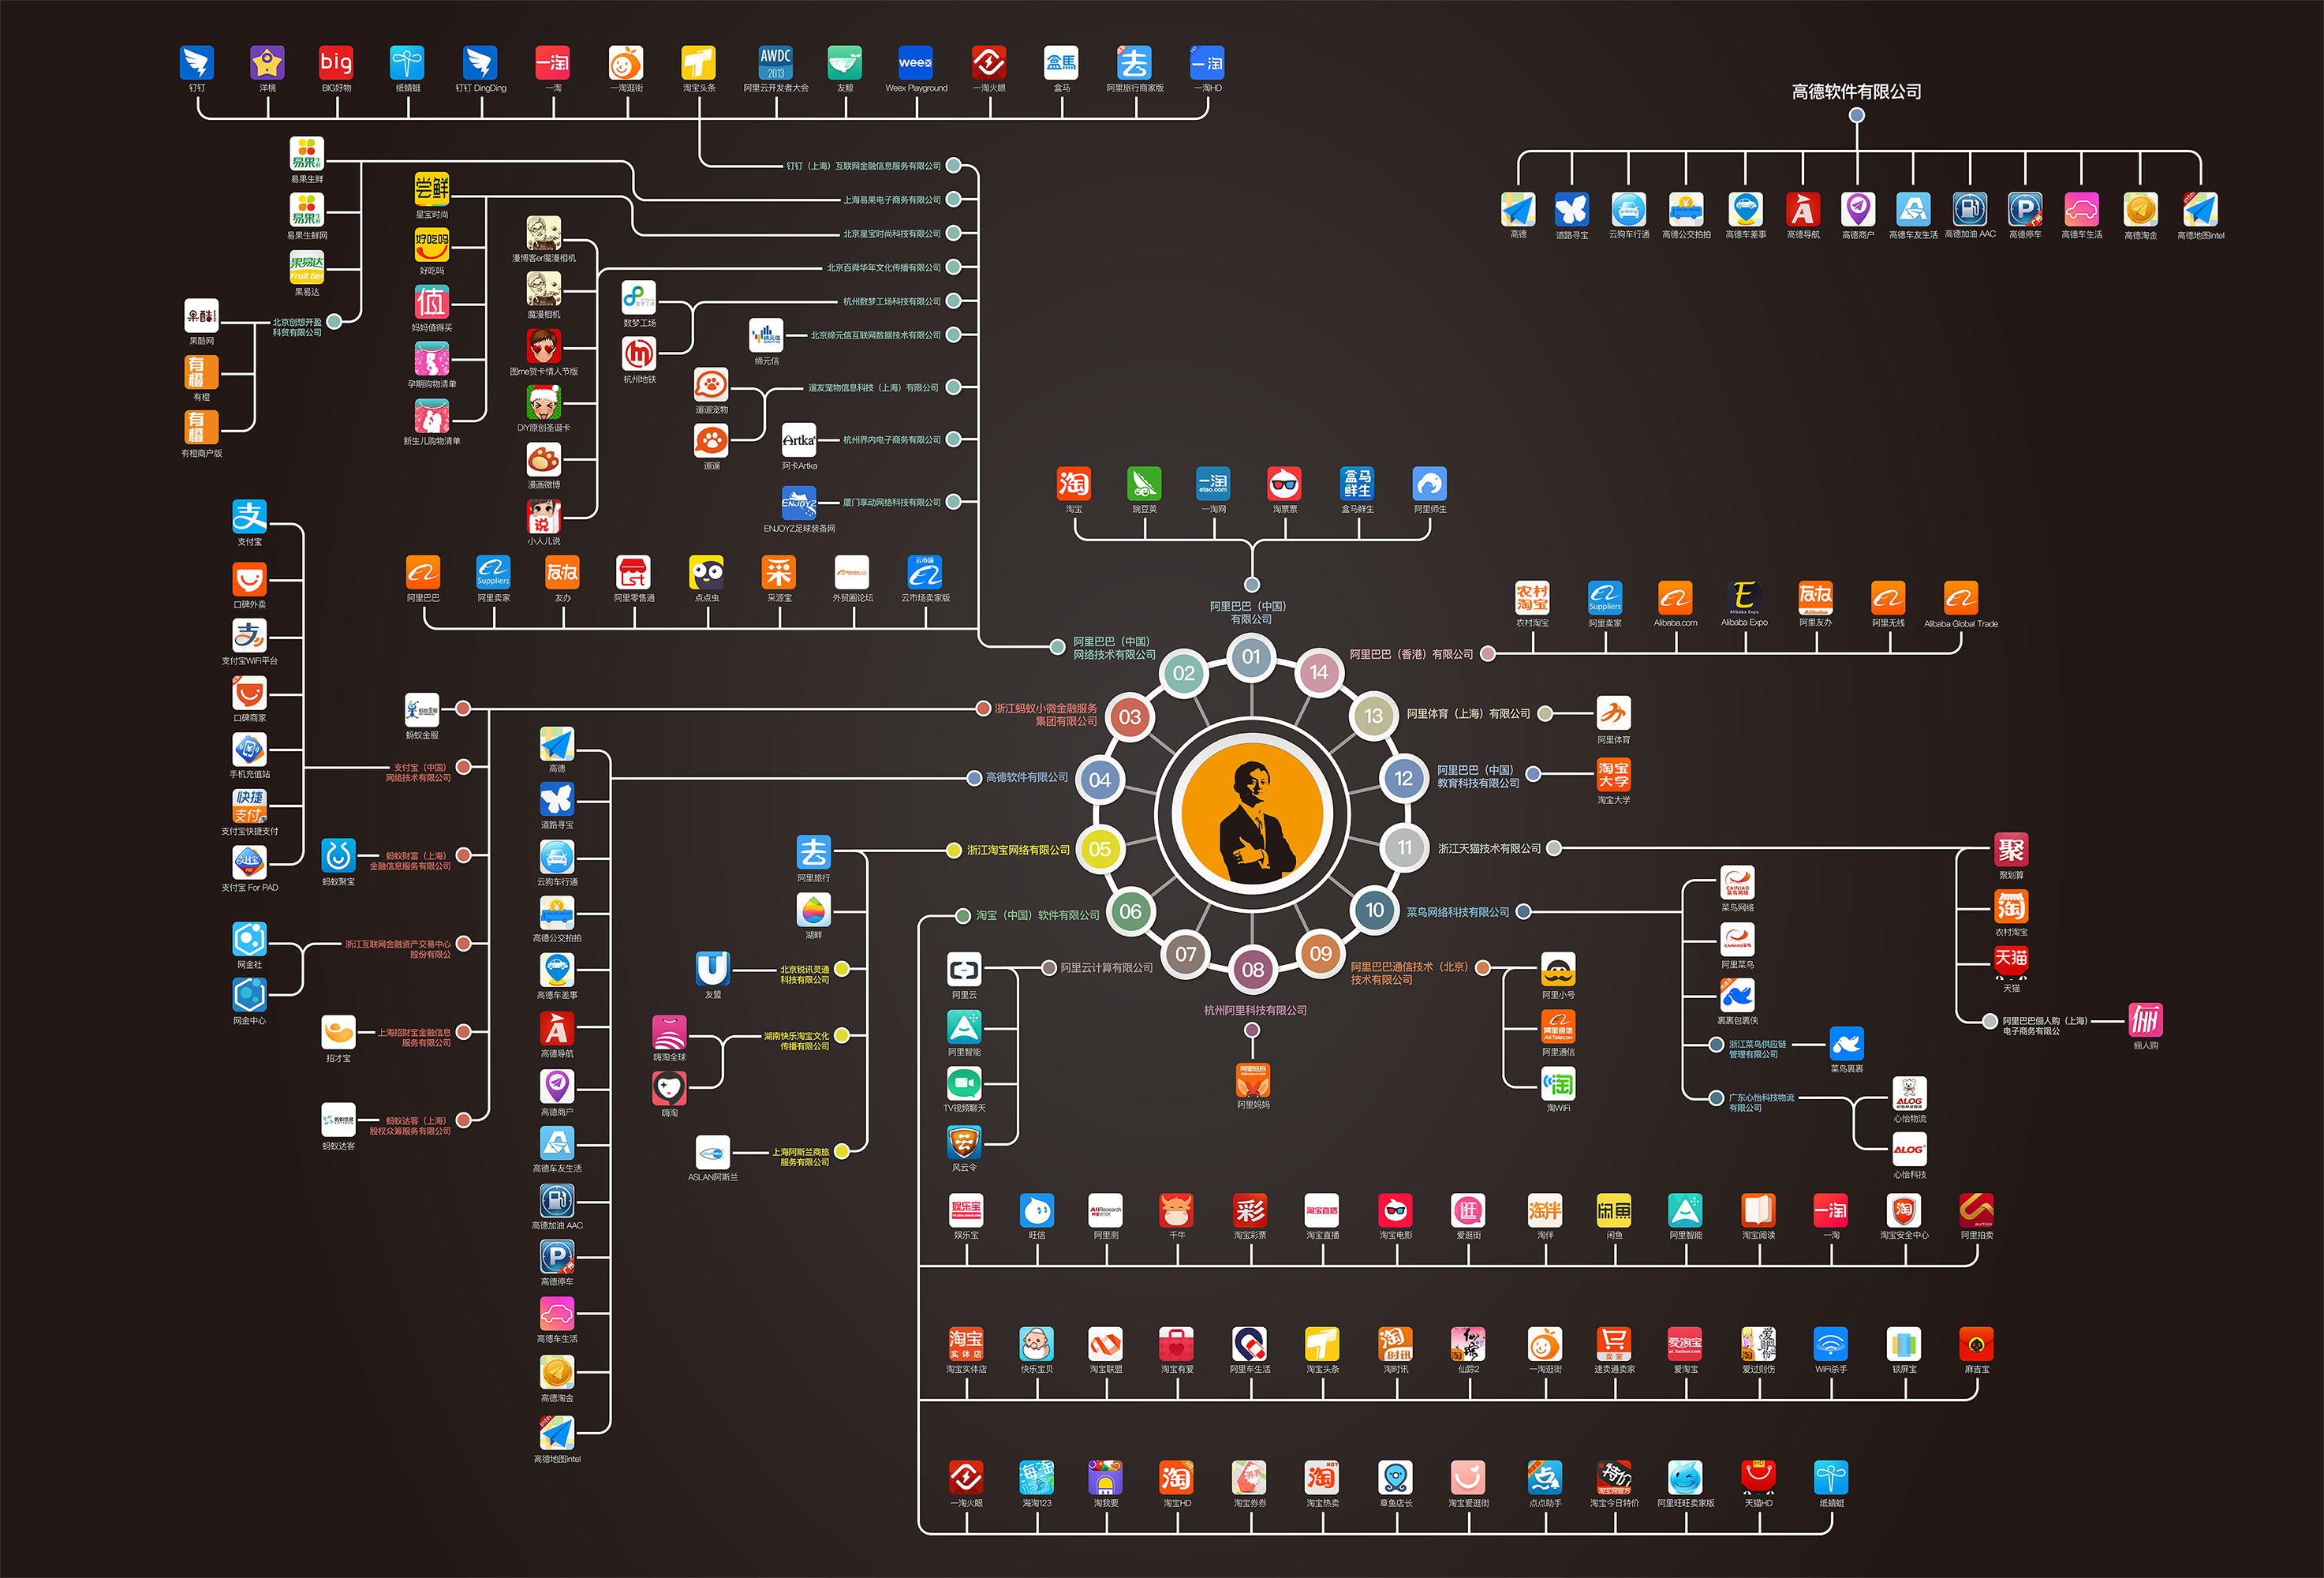 钉钉
洋桃
BIG好物
纸蜻蜓
钉钉 DingDing
一淘
一淘逛街
淘宝头条
阿里云开发者大会
友鲸
Weex Playground
一淘火眼
盒马
阿里旅行商家版
一淘HD
高德软件有限公司
高德
道路寻宝
云狗车行通
高德公交拍拍
高德车差事
高德导航
高德商户
高德车友生活
高德加油 AAC
高德停车
高德车生活
高德淘金
高德地图intel
钉钉（上海）互联网金融信息服务有限公司
上海易果电子商务有限公司
北京星宝时尚科技有限公司
北京百舜华年文化传播有限公司
杭州数梦工场科技有限公司
北京缔元信互联网数据技术有限公司
遛友宠物信息科技（上海）有限公司
杭州界内电子商务有限公司
厦门享动网络科技有限公司
易果生鲜
易果生鲜网
果易达
北京创想开盈
科贸有限公司
果酷网
有橙
有橙商户版
星宝时尚
好吃吗
妈妈值得买
孕期购物清单
新生儿购物清单
漫博客er魔漫相机
魔漫相机
图me贺卡情人节版
DIY原创圣诞卡
漫画微博
小人儿说
数梦工场
杭州地铁
缔元信
遛遛宠物
遛遛
阿卡Artka
ENJOYZ足球装备网
阿里巴巴
阿里卖家
友办
阿里零售通
点点虫
采源宝
外贸圈论坛
云市场卖家版
阿里巴巴（中国）
网络技术有限公司
淘宝
豌豆荚
一淘网
淘票票
盒马鲜生
阿里师生
阿里巴巴（中国）
有限公司
农村淘宝
阿里卖家
Alibaba.com
Alibaba Expo
阿里友办
阿里无线
Alibaba Global Trade
阿里巴巴（香港）有限公司
01
02
03
04
05
06
07
08
09
10
11
12
13
14
支付宝
口碑外卖
支付宝WiFi平台
口碑商家
手机充值站
支付宝快捷支付
支付宝 For PAD
蚂蚁金服
浙江蚂蚁小微金融服务
集团有限公司
支付宝（中国）
网络技术有限公司
蚂蚁聚宝
蚂蚁财富（上海）
金融信息服务有限公司
网金社
网金中心
浙江互联网金融资产交易中心
股份有限公
招才宝
上海招财宝金融信息
服务有限公司
蚂蚁达客
蚂蚁达客（上海）
股权众筹服务有限公司
高德软件有限公司
高德
道路寻宝
云狗车行通
高德公交拍拍
高德车差事
高德导航
高德商户
高德车友生活
高德加油 AAC
高德停车
高德车生活
高德淘金
高德地图intel
浙江淘宝网络有限公司
阿里旅行
湖畔
友盟
北京锐讯灵通
科技有限公司
嗨淘全球
嗨淘
湖南快乐淘宝文化
传播有限公司
ASLAN阿斯兰
上海阿斯兰商旅
服务有限公司
淘宝（中国）软件有限公司
阿里云计算有限公司
阿里云
阿里智能
TV视频聊天
风云令
杭州阿里科技有限公司
阿里妈妈
阿里巴巴通信技术（北京）
技术有限公司
阿里小号
阿里通信
淘WiFi
菜鸟网络科技有限公司
菜鸟网络
阿里菜鸟
裹裹包裹侠
浙江菜鸟供应链
管理有限公司
菜鸟裹裹
广东心怡科技物流
有限公司
心怡物流
心怡科技
浙江天猫技术有限公司
聚划算
农村淘宝
天猫
阿里巴巴俪人购（上海）
电子商务有限公
俪人购
阿里巴巴（中国）
教育科技有限公司
淘宝大学
阿里体育（上海）有限公司
阿里体育
娱乐宝
旺信
阿里测
千牛
淘宝彩票
淘宝直播
淘宝电影
爱逛街
淘伴
闲鱼
阿里智能
淘宝阅读
一淘
淘宝安全中心
阿里拍卖
淘宝实体店
快乐宝贝
淘宝联盟
淘宝有爱
阿里车生活
淘宝头条
淘时讯
仙踪2
一淘逛街
速卖通卖家
爱淘宝
爱过则伤
WiFi杀手
锁屏宝
麻吉宝
一淘火眼
海淘123
淘我要
淘宝HD
淘宝券券
淘宝热卖
章鱼店长
淘宝爱逛街
点点助手
淘宝今日特价
阿里旺旺卖家版
天猫HD
纸蜻蜓